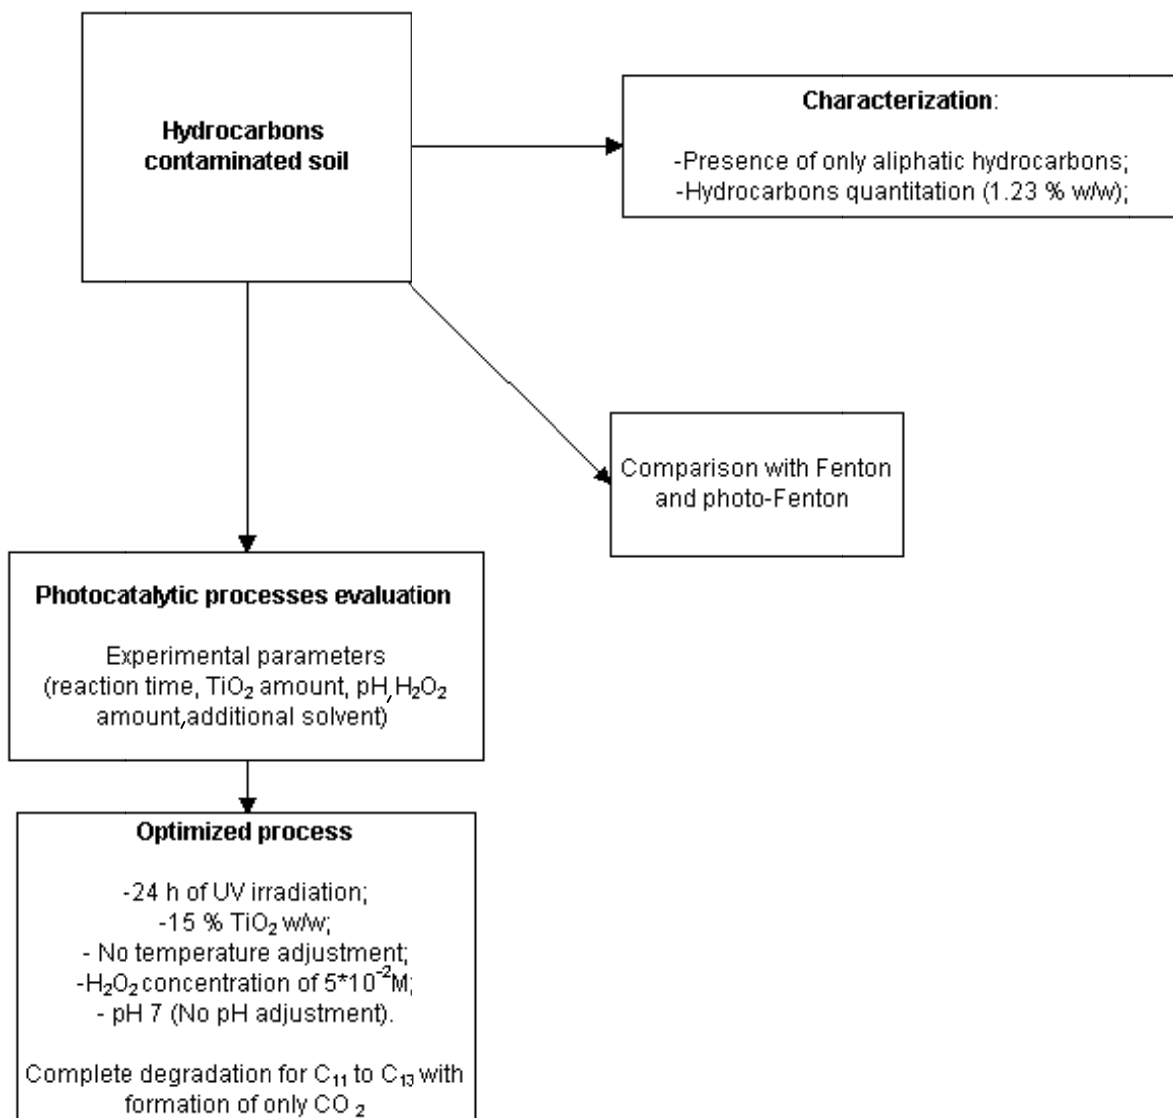 Hydrocarbons
contaminated soil
Characterization:
-Presence of only aliphatic hydrocarbons;
-Hydrocarbons quantitation (1.23 % w/w);
Comparison with Fenton
and photo-Fenton
Photocatalytic processes evaluation
Experimental parameters
(reaction time, TiO₂ amount, pH,H₂O₂
amount,additional solvent)
Optimized process
-24 h of UV irradiation;
-15 % TiO₂ w/w;
- No temperature adjustment;
-H₂O₂ concentration of 5*10⁻²M;
- pH 7 (No pH adjustment).
Complete degradation for C₁₁ to C₁₃ with
formation of only CO ₂